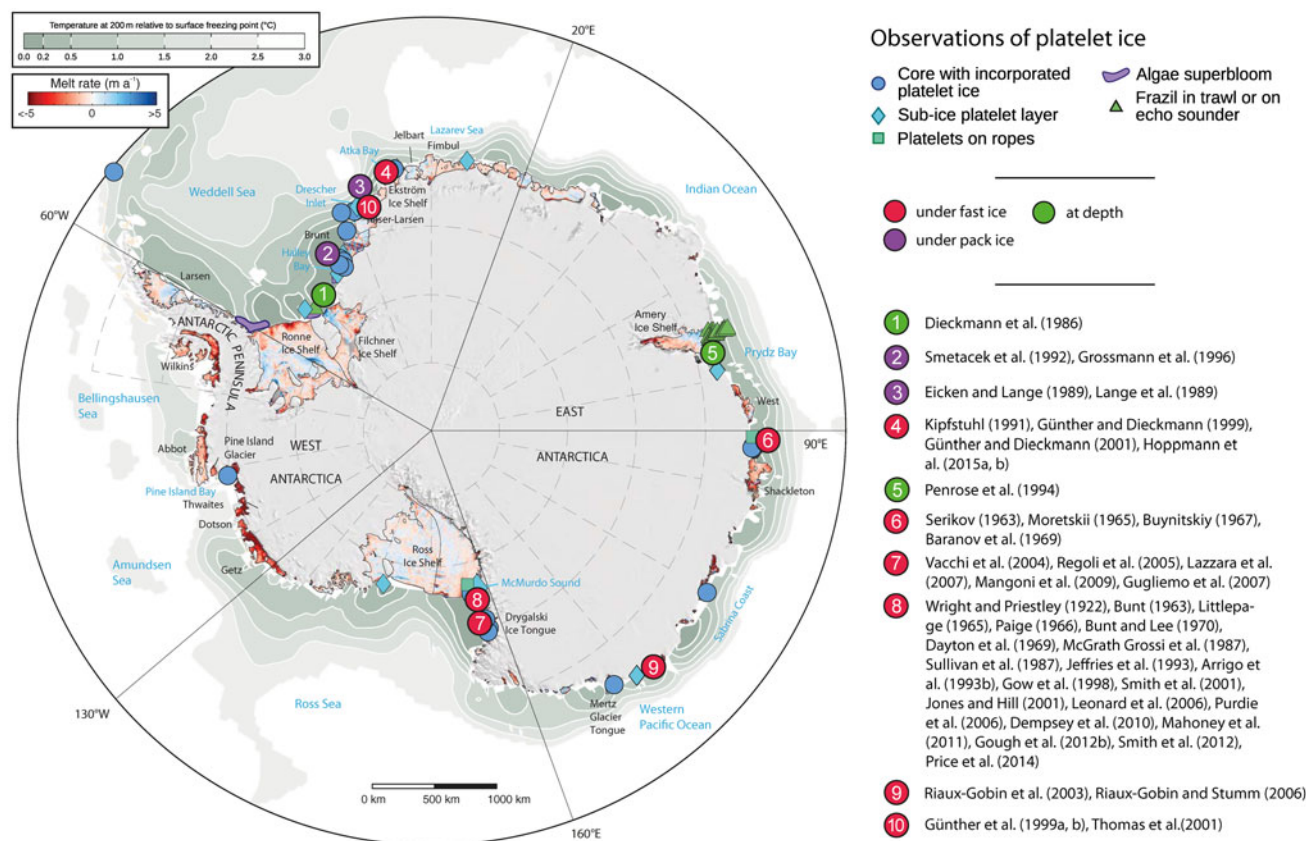 Temperature at 200 m relative to surface freezing point (°C)
0.0 0.2 0.5 1.0 1.5 2.0 2.5 3.0
Melt rate (m a⁻¹)
<-5 0 >5
20°E
Lazarev Sea
Jelbart
Fimbul
Atka Bay
4
3
Drescher
Inlet
10
Ekström
Ice Shelf
Riiser-Larsen
Weddell Sea
60°W
Brunt
2
Halley
Bay
1
Indian Ocean
Larsen
ANTARCTIC PENINSULA
Ronne
Ice Shelf
Filchner
Ice Shelf
Wilkins
Bellingshausen
Sea
Amery
Ice Shelf
5
Prydz Bay
West
EAST
ANTARCTICA
6
90°E
Shackleton
WEST
ANTARCTICA
Abbot
Pine Island
Glacier
Pine Island Bay
Thwaites
Dotson
Getz
Amundsen
Sea
Ross
Ice Shelf
McMurdo Sound
8
7
Drygalski
Ice Tongue
Sabrina Coast
9
Mertz
Glacier
Tongue
Western
Pacific Ocean
Ross Sea
130°W
0 km 500 km 1000 km
160°E
Observations of platelet ice
Core with incorporated
platelet ice
Sub-ice platelet layer
Platelets on ropes
Algae superbloom
Frazil in trawl or on
echo sounder
under fast ice
at depth
under pack ice
1 Dieckmann et al. (1986)
2 Smetacek et al. (1992), Grossmann et al. (1996)
3 Eicken and Lange (1989), Lange et al. (1989)
4 Kipfstuhl (1991), Günther and Dieckmann (1999),
Günther and Dieckmann (2001), Hoppmann et
al. (2015a, b)
5 Penrose et al. (1994)
6 Serikov (1963), Moretskii (1965), Buynitskiy (1967),
Baranov et al. (1969)
7 Vacchi et al. (2004), Regoli et al. (2005), Lazzara et al.
(2007), Mangoni et al. (2009), Gugliemo et al. (2007)
8 Wright and Priestley (1922), Bunt (1963), Littlepa-
ge (1965), Paige (1966), Bunt and Lee (1970),
Dayton et al. (1969), McGrath Grossi et al. (1987),
Sullivan et al. (1987), Jeffries et al. (1993), Arrigo et
al. (1993b), Gow et al. (1998), Smith et al. (2001),
Jones and Hill (2001), Leonard et al. (2006), Purdie
et al. (2006), Dempsey et al. (2010), Mahoney et al.
(2011), Gough et al. (2012b), Smith et al. (2012),
Price et al. (2014)
9 Riaux-Gobin et al. (2003), Riaux-Gobin and Stumm (2006)
10 Günther et al. (1999a, b), Thomas et al.(2001)